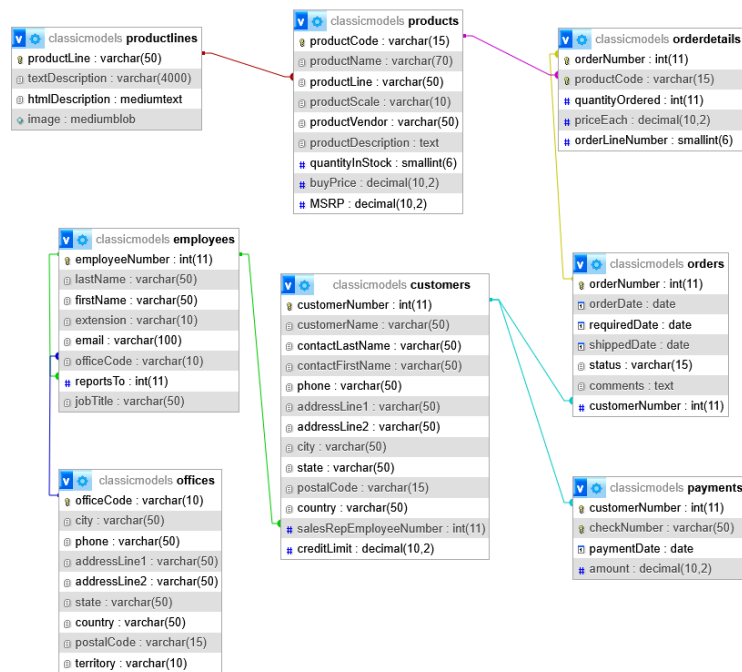 classicmodels productlines
productLine : varchar(50)
textDescription : varchar(4000)
htmlDescription : mediumtext
image : mediumblob
classicmodels products
productCode : varchar(15)
productName : varchar(70)
productLine : varchar(50)
productScale : varchar(10)
productVendor : varchar(50)
productDescription : text
quantityInStock : smallint(6)
buyPrice : decimal(10,2)
MSRP : decimal(10,2)
classicmodels orderdetails
orderNumber : int(11)
productCode : varchar(15)
quantityOrdered : int(11)
priceEach : decimal(10,2)
orderLineNumber : smallint(6)
classicmodels employees
employeeNumber : int(11)
lastName : varchar(50)
firstName : varchar(50)
extension : varchar(10)
email : varchar(100)
officeCode : varchar(10)
reportsTo : int(11)
jobTitle : varchar(50)
classicmodels customers
customerNumber : int(11)
customerName : varchar(50)
contactLastName : varchar(50)
contactFirstName : varchar(50)
phone : varchar(50)
addressLine1 : varchar(50)
addressLine2 : varchar(50)
city : varchar(50)
state : varchar(50)
postalCode : varchar(15)
country : varchar(50)
salesRepEmployeeNumber : int(11)
creditLimit : decimal(10,2)
classicmodels orders
orderNumber : int(11)
orderDate : date
requiredDate : date
shippedDate : date
status : varchar(15)
comments : text
customerNumber : int(11)
classicmodels offices
officeCode : varchar(10)
city : varchar(50)
phone : varchar(50)
addressLine1 : varchar(50)
addressLine2 : varchar(50)
state : varchar(50)
country : varchar(50)
postalCode : varchar(15)
territory : varchar(10)
classicmodels payments
customerNumber : int(11)
checkNumber : varchar(50)
paymentDate : date
amount : decimal(10,2)